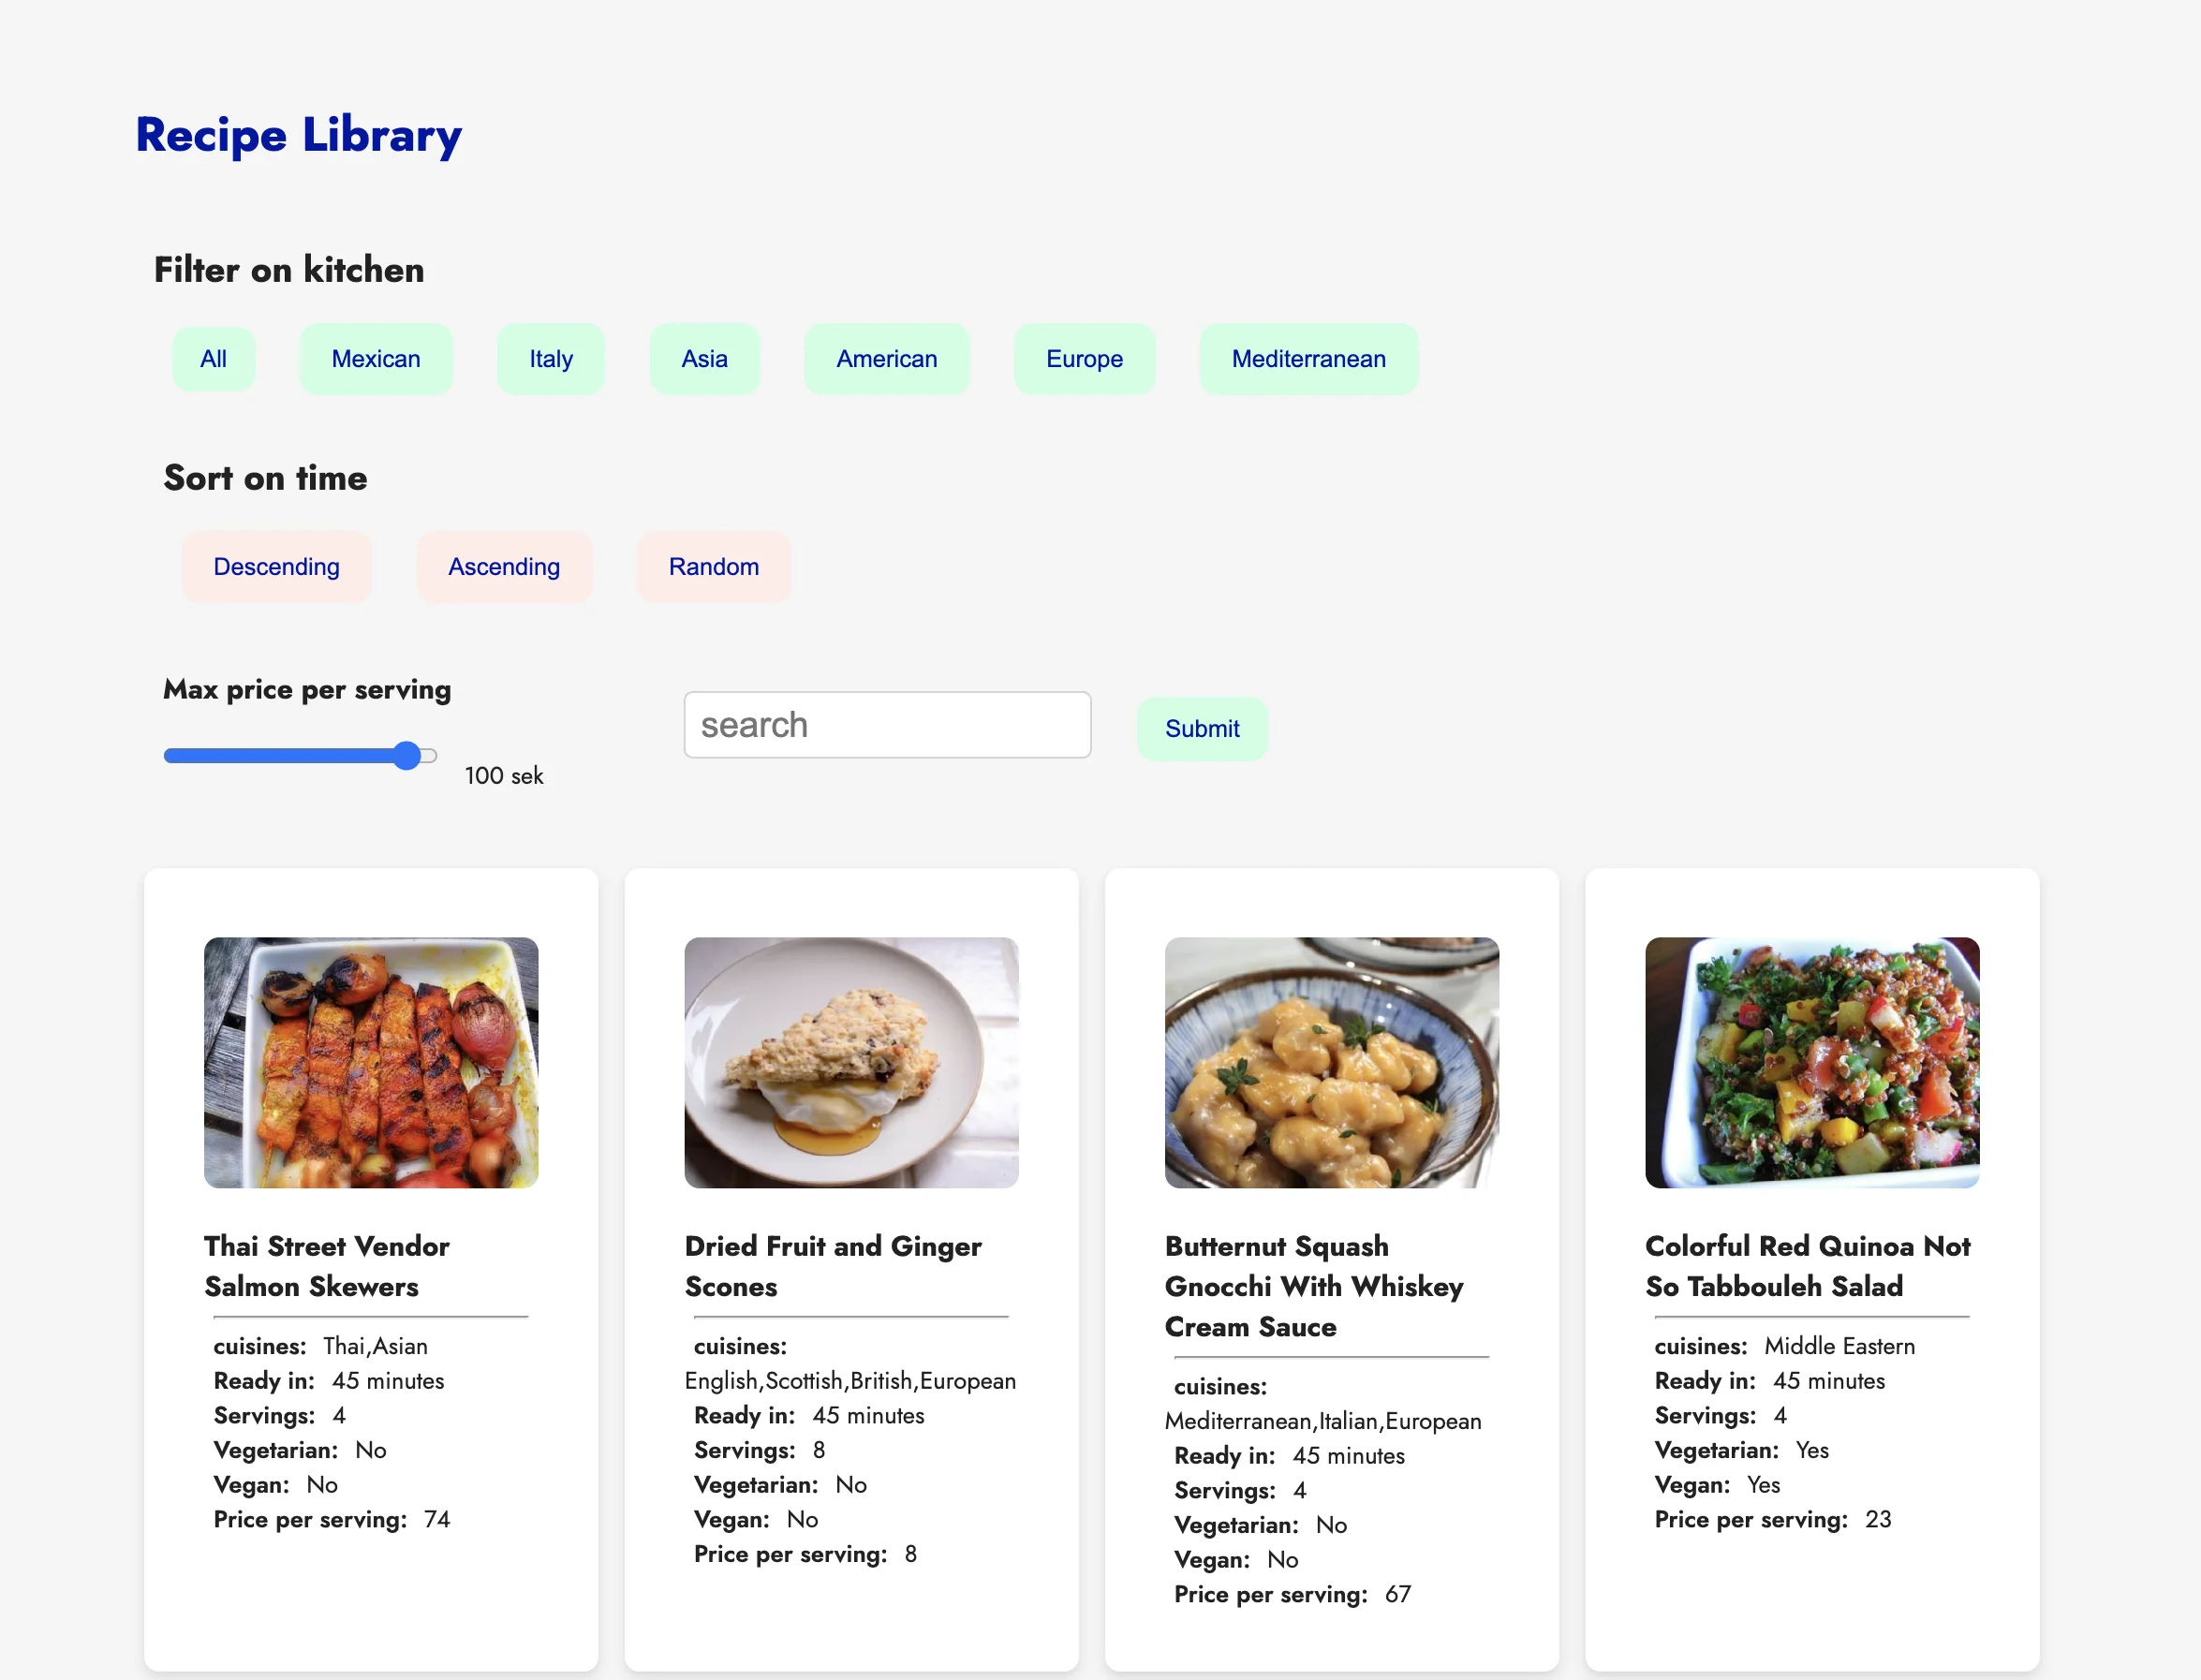 Recipe Library
Filter on kitchen
All Mexican Italy Asia American Europe Mediterranean
Sort on time
Descending Ascending Random
Max price per serving
search Submit
100 sek
Thai Street Vendor
Salmon Skewers
cuisines: Thai,Asian
Ready in: 45 minutes
Servings: 4
Vegetarian: No
Vegan: No
Price per serving: 74
Dried Fruit and Ginger
Scones
cuisines:
English,Scottish,British,European
Ready in: 45 minutes
Servings: 8
Vegetarian: No
Vegan: No
Price per serving: 8
Butternut Squash
Gnocchi With Whiskey
Cream Sauce
cuisines:
Mediterranean,Italian,European
Ready in: 45 minutes
Servings: 4
Vegetarian: No
Vegan: No
Price per serving: 67
Colorful Red Quinoa Not
So Tabbouleh Salad
cuisines: Middle Eastern
Ready in: 45 minutes
Servings: 4
Vegetarian: Yes
Vegan: Yes
Price per serving: 23